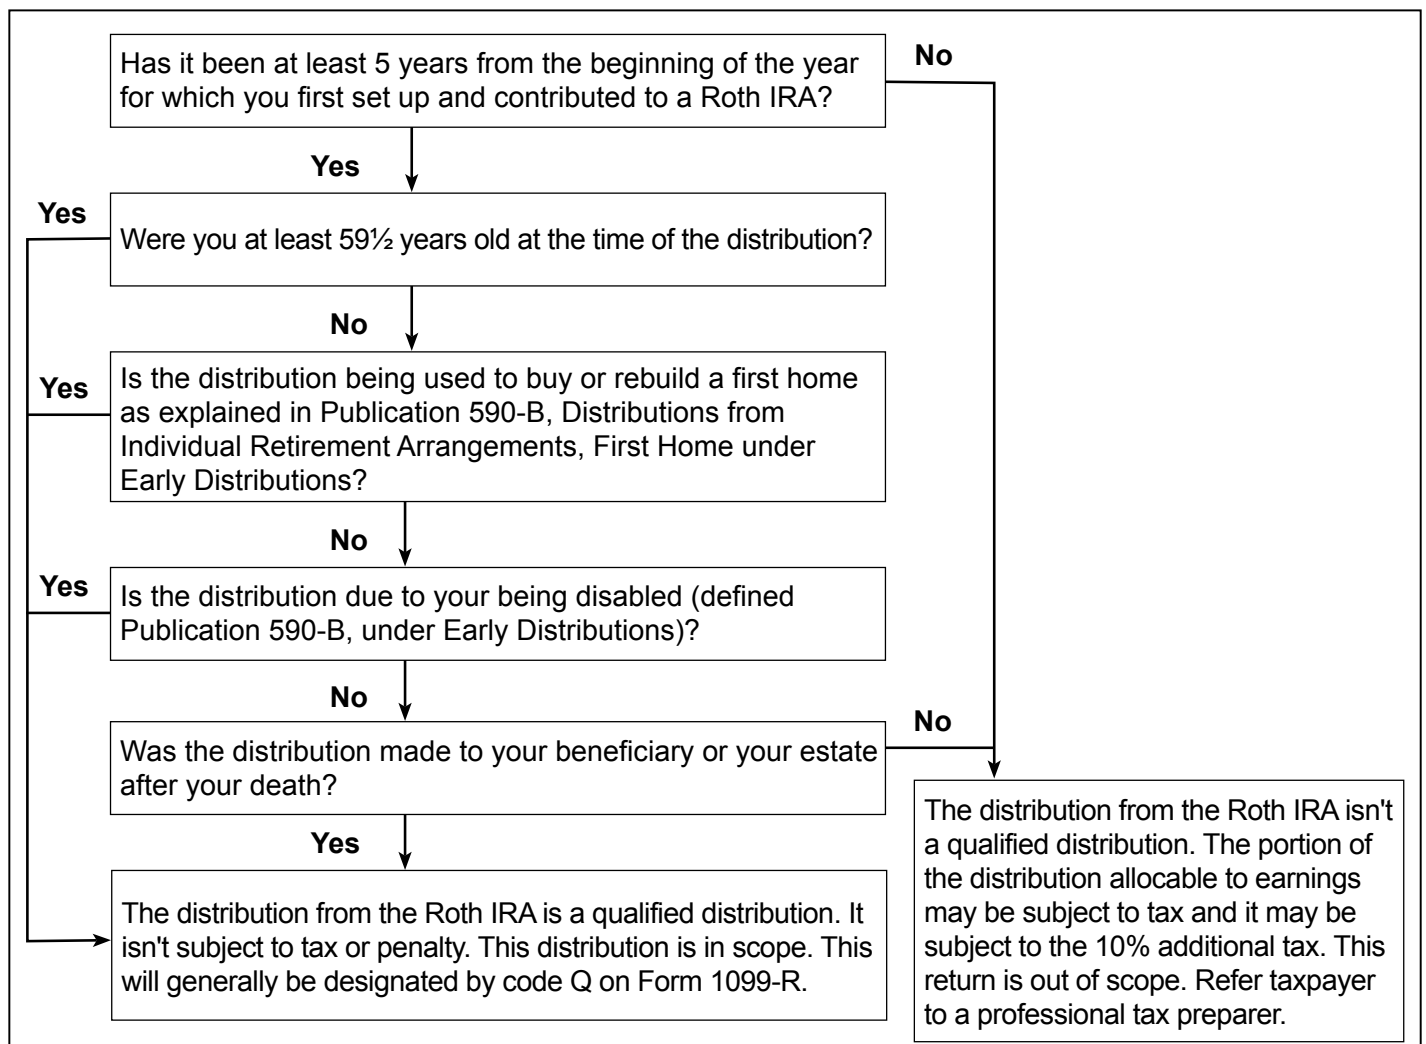 Has it been at least 5 years from the beginning of the year
for which you first set up and contributed to a Roth IRA?
No
Yes
Yes
Were you at least 59½ years old at the time of the distribution?
No
Yes
Is the distribution being used to buy or rebuild a first home
as explained in Publication 590-B, Distributions from
Individual Retirement Arrangements, First Home under
Early Distributions?
No
Yes
Is the distribution due to your being disabled (defined
Publication 590-B, under Early Distributions)?
No
No
Was the distribution made to your beneficiary or your estate
after your death?
Yes
The distribution from the Roth IRA is a qualified distribution. It
isn't subject to tax or penalty. This distribution is in scope. This
will generally be designated by code Q on Form 1099-R.
The distribution from the Roth IRA isn't
a qualified distribution. The portion of
the distribution allocable to earnings
may be subject to tax and it may be
subject to the 10% additional tax. This
return is out of scope. Refer taxpayer
to a professional tax preparer.